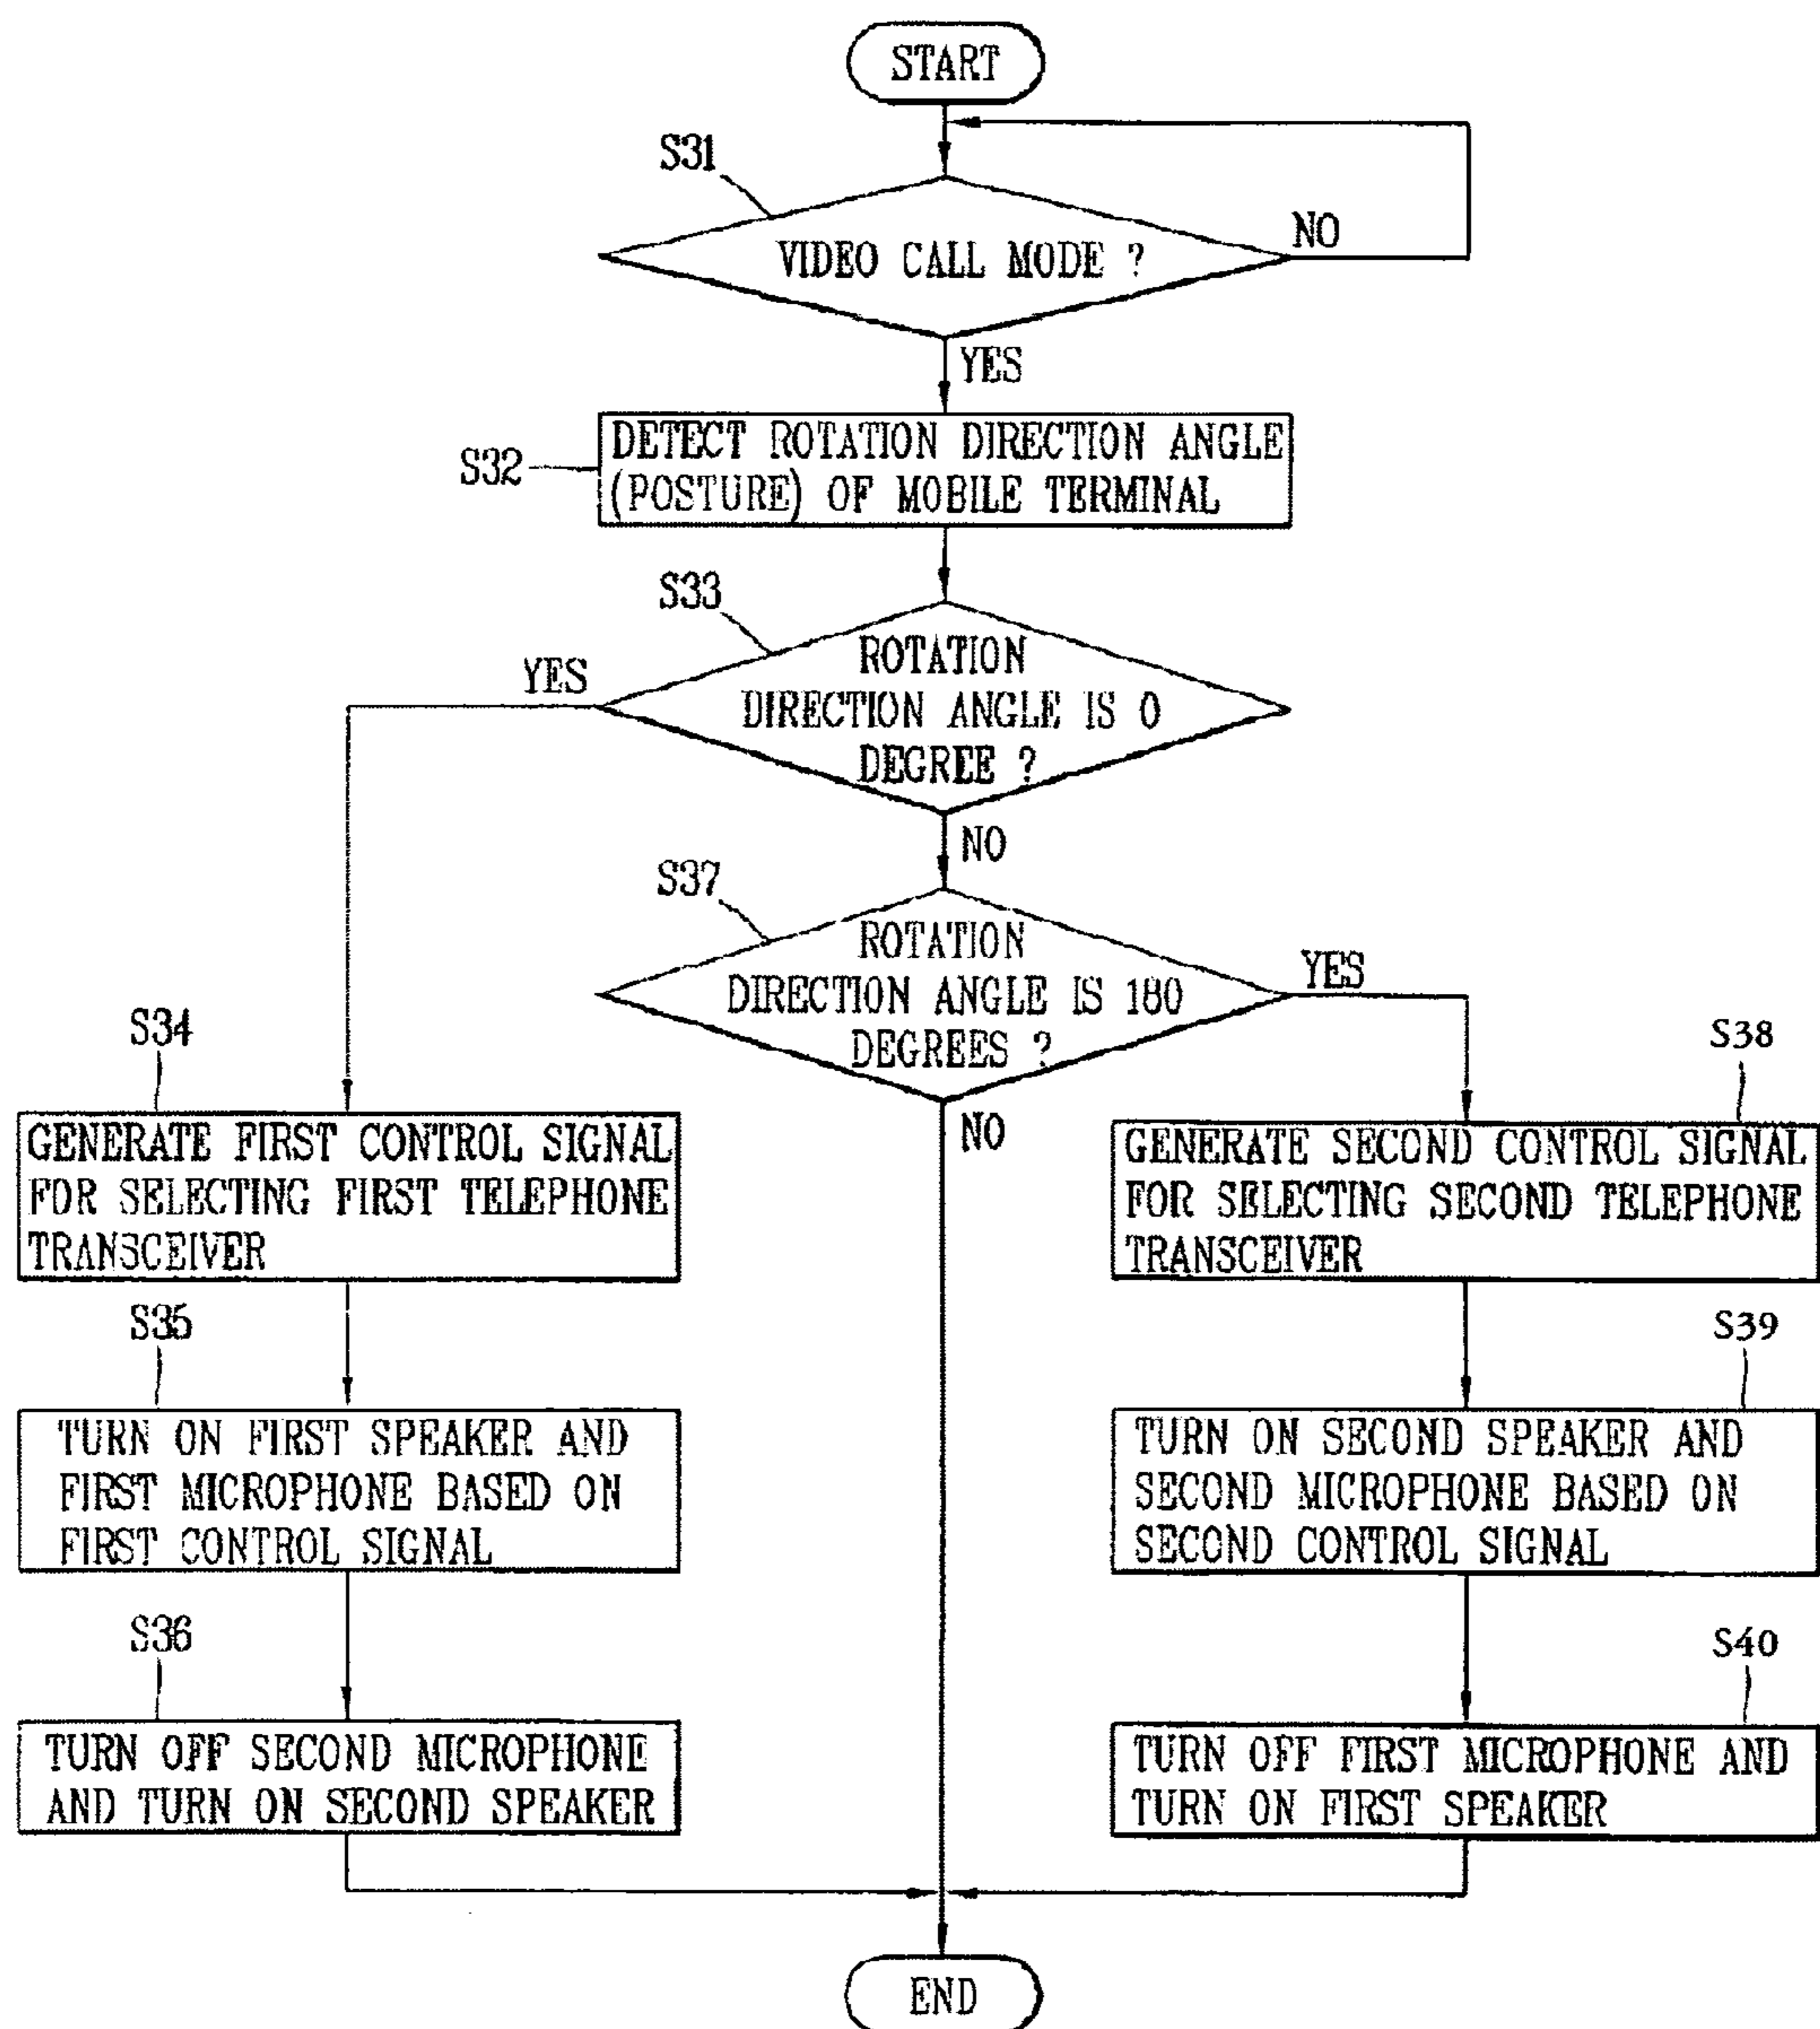 START
S31
VIDEO CALL MODE ?
NO
YES
S32
DETECT ROTATION DIRECTION ANGLE
(POSTURE) OF MOBILE TERMINAL
S33
ROTATION
DIRECTION ANGLE IS 0
DEGREE ?
YES
NO
S37
ROTATION
DIRECTION ANGLE IS 180
DEGREES ?
YES
NO
S34
GENERATE FIRST CONTROL SIGNAL
FOR SELECTING FIRST TELEPHONE
TRANSCEIVER
S38
GENERATE SECOND CONTROL SIGNAL
FOR SELECTING SECOND TELEPHONE
TRANSCEIVER
S35
TURN ON FIRST SPEAKER AND
FIRST MICROPHONE BASED ON
FIRST CONTROL SIGNAL
S39
TURN ON SECOND SPEAKER AND
SECOND MICROPHONE BASED ON
SECOND CONTROL SIGNAL
S36
TURN OFF SECOND MICROPHONE
AND TURN ON SECOND SPEAKER
S40
TURN OFF FIRST MICROPHONE AND
TURN ON FIRST SPEAKER
END